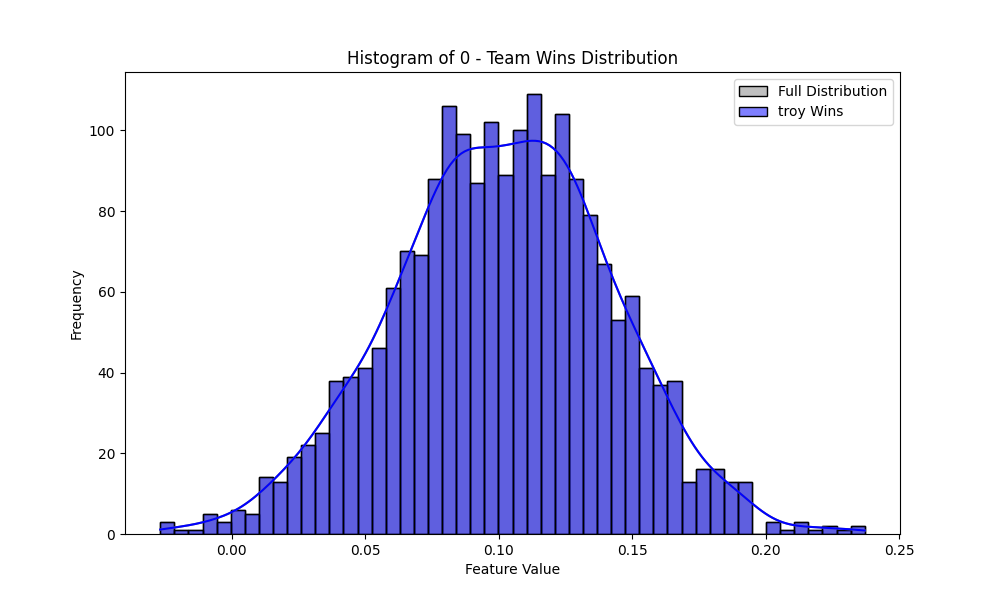 Histogram of 0 - Team Wins Distribution
Full Distribution
troy Wins
Frequency
100
80
60
40
20
0
0.00 0.05 0.10 0.15 0.20 0.25
Feature Value